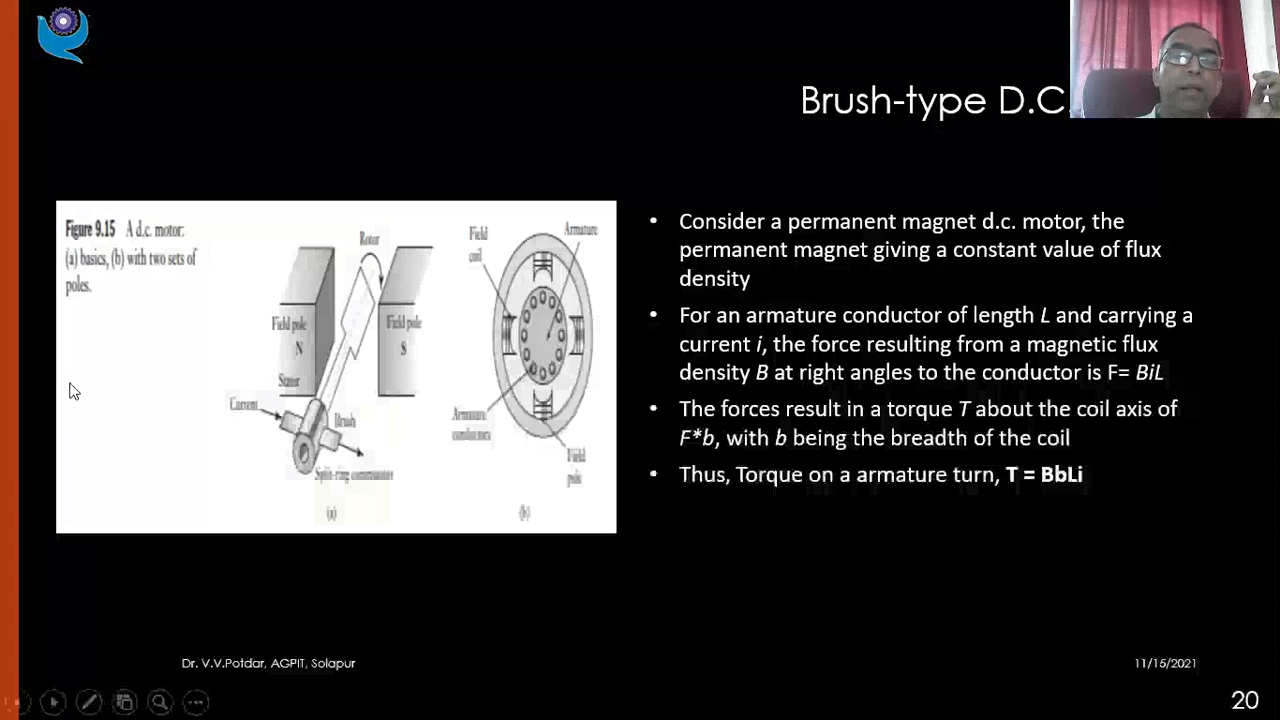 Brush-type D.C.
Figure 9.15 A d.c. motor:
(a) basics, (b) with two sets of
poles.
Rotor
Field pole
N
Field pole
S
Stator
Current
Brush
Split-ring commutator
(a)
Field
coil
Armature
Armature
conductors
Field
pole
(b)
• Consider a permanent magnet d.c. motor, the
permanent magnet giving a constant value of flux
density
• For an armature conductor of length L and carrying a
current i, the force resulting from a magnetic flux
density B at right angles to the conductor is F= BiL
• The forces result in a torque T about the coil axis of
F*b, with b being the breadth of the coil
• Thus, Torque on a armature turn, T = BbLi
Dr. V.V.Potdar, AGPIT, Solapur
11/15/2021
20